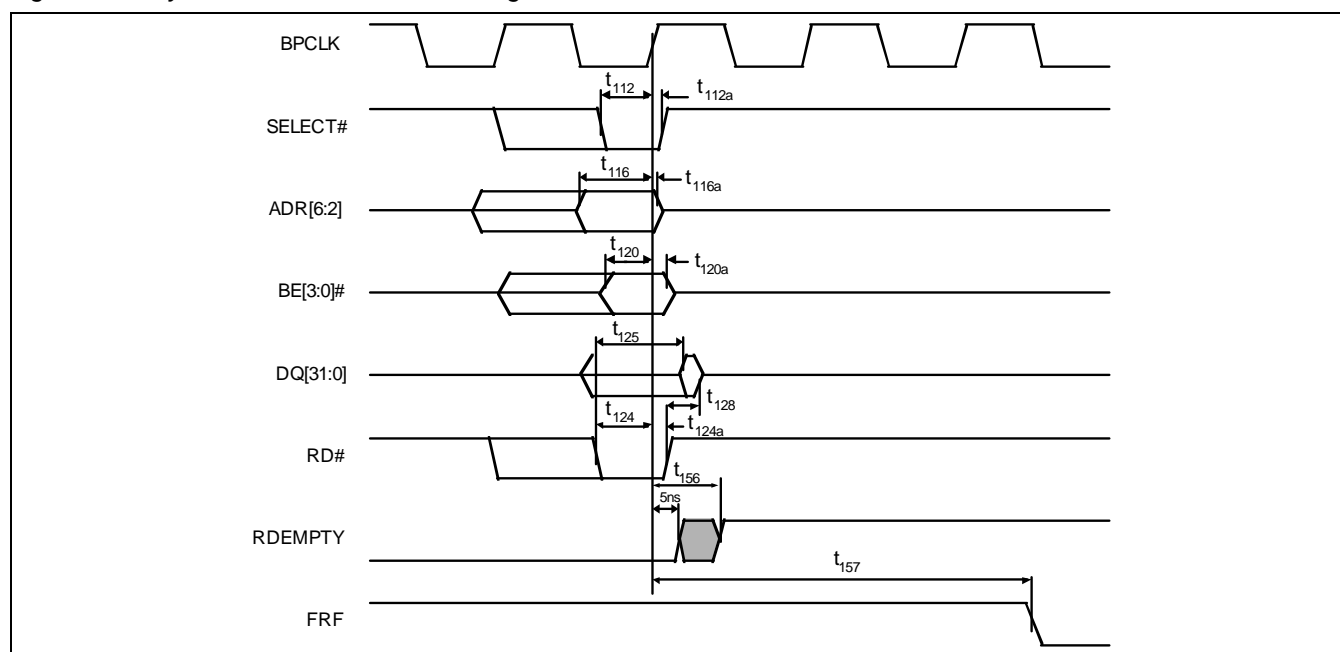 BPCLK
t112
t112a
SELECT#
t116
t116a
ADR[6:2]
t120
t120a
BE[3:0]#
t125
DQ[31:0]
t128
t124
t124a
RD#
t156
5ns
RDEMPTY
t157
FRF